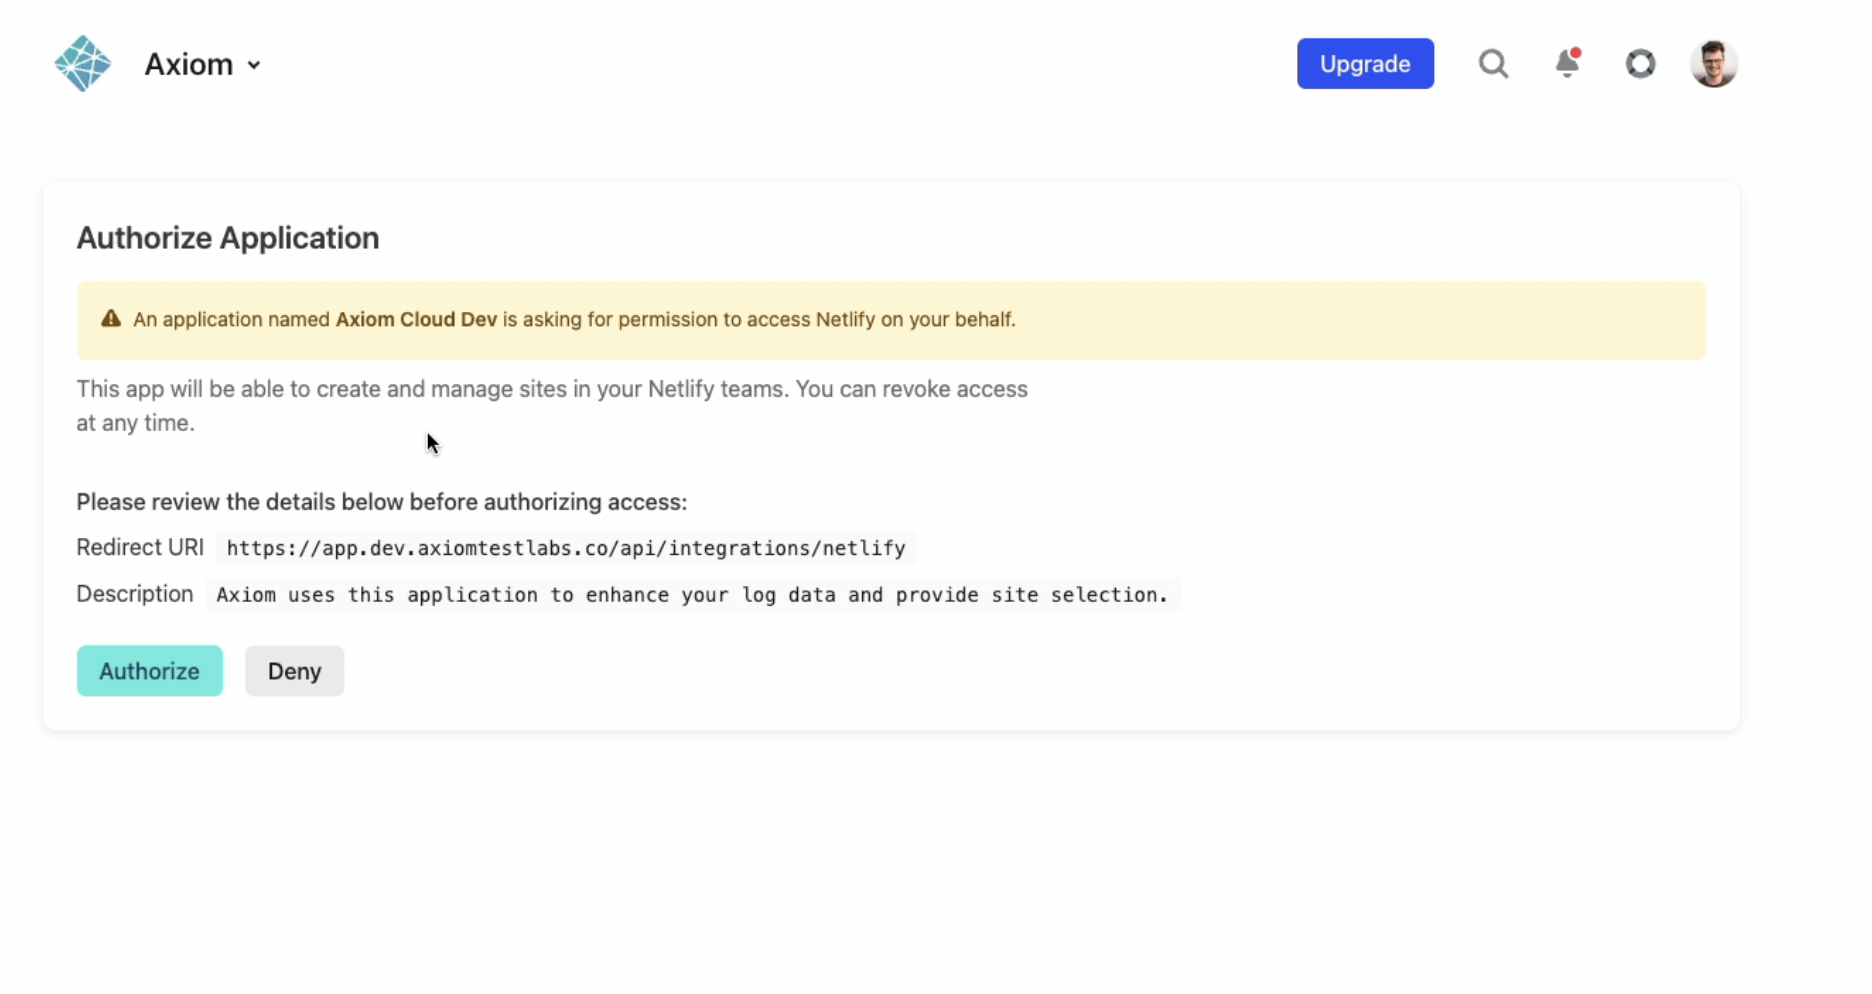 Axiom
Upgrade
Authorize Application
An application named Axiom Cloud Dev is asking for permission to access Netlify on your behalf.
This app will be able to create and manage sites in your Netlify teams. You can revoke access
at any time.
Please review the details below before authorizing access:
Redirect URI https://app.dev.axiomtestlabs.co/api/integrations/netlify
Description Axiom uses this application to enhance your log data and provide site selection.
Authorize
Deny